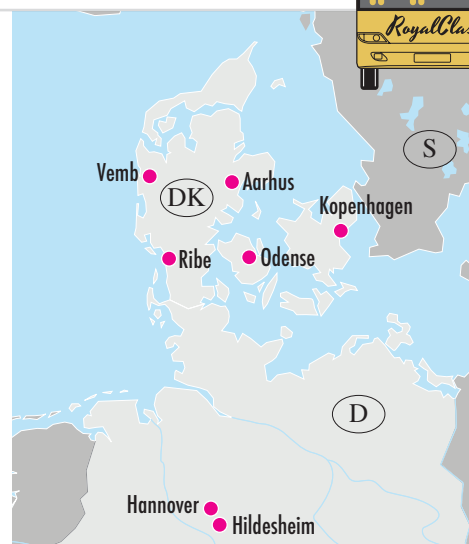 RoyalCla
S
Vemb
DK
Aarhus
Kopenhagen
Ribe
Odense
D
Hannover
Hildesheim